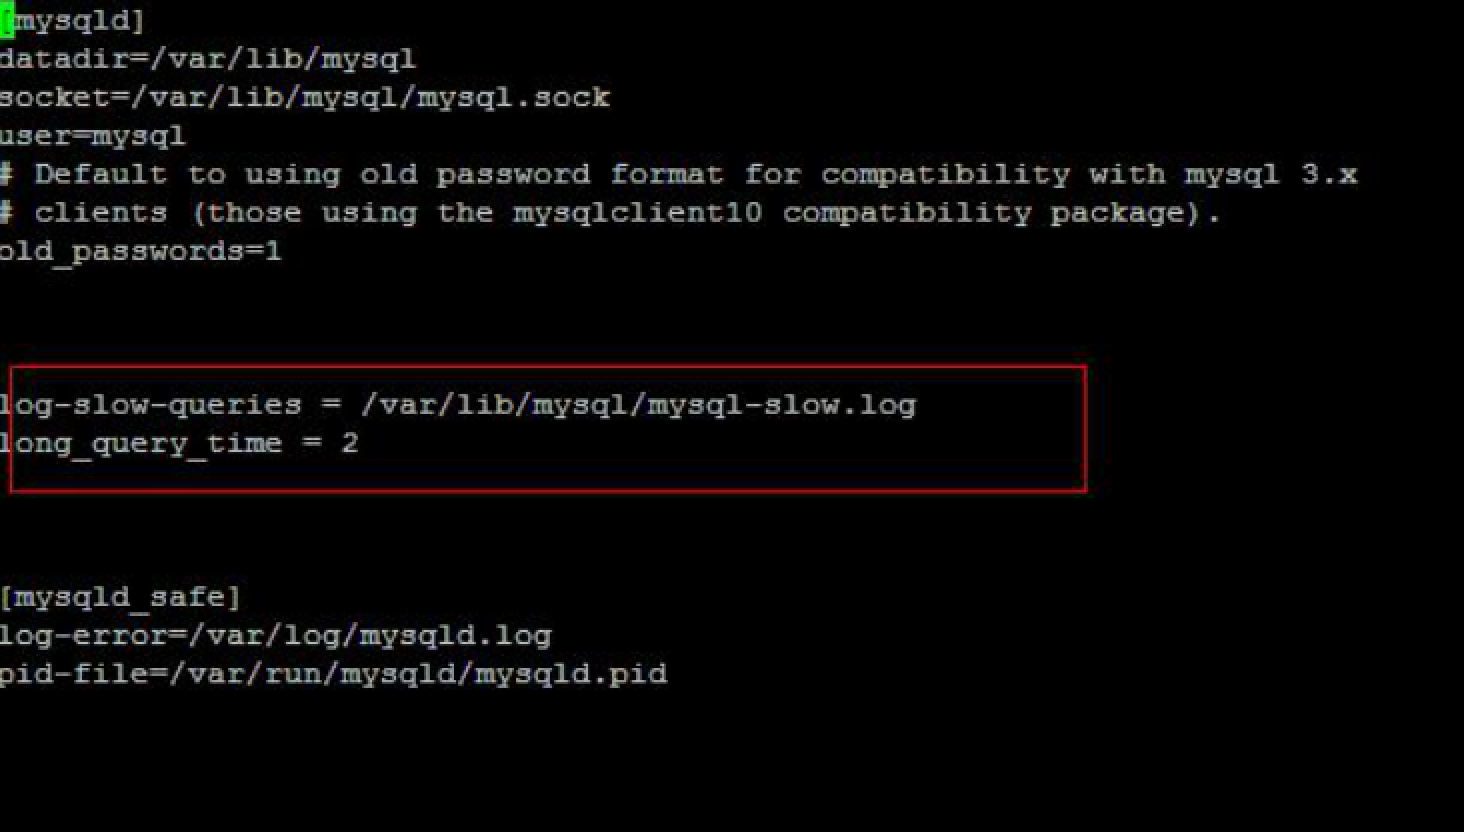 [mysqld]
datadir=/var/lib/mysql
socket=/var/lib/mysql/mysql.sock
user=mysql
# Default to using old password format for compatibility with mysql 3.x
# clients (those using the mysqlclient10 compatibility package).
old_passwords=1
log-slow-queries = /var/lib/mysql/mysql-slow.log
long_query_time = 2
[mysqld_safe]
log-error=/var/log/mysqld.log
pid-file=/var/run/mysqld/mysqld.pid